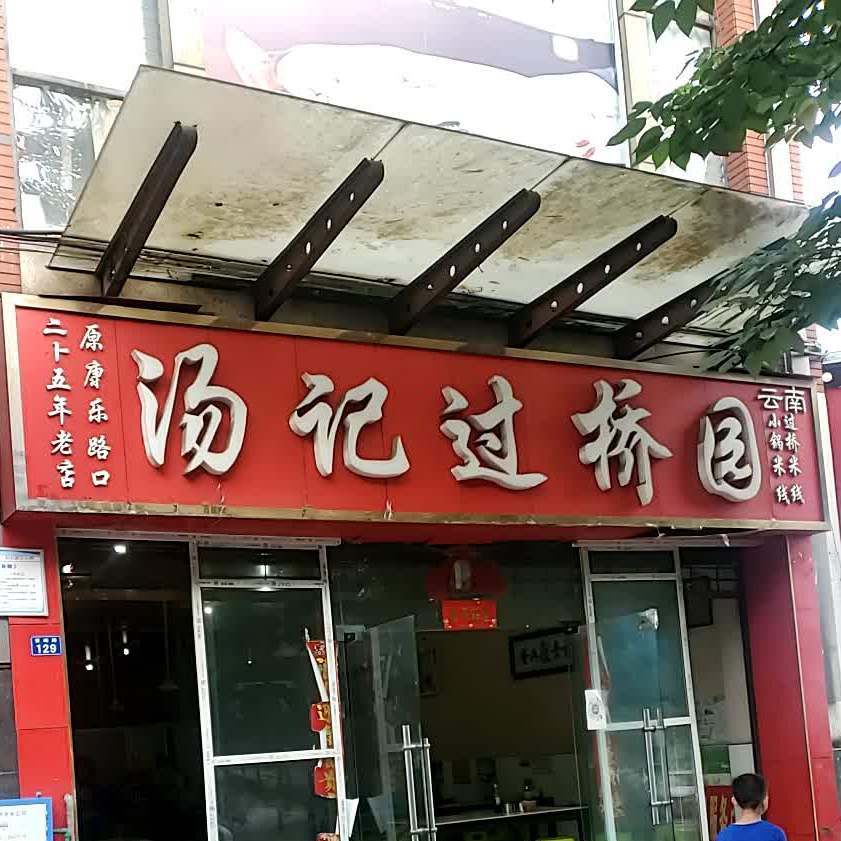 原康乐路口
二十五年老店
汤记过桥园
云南
过桥米线
小锅米线
129